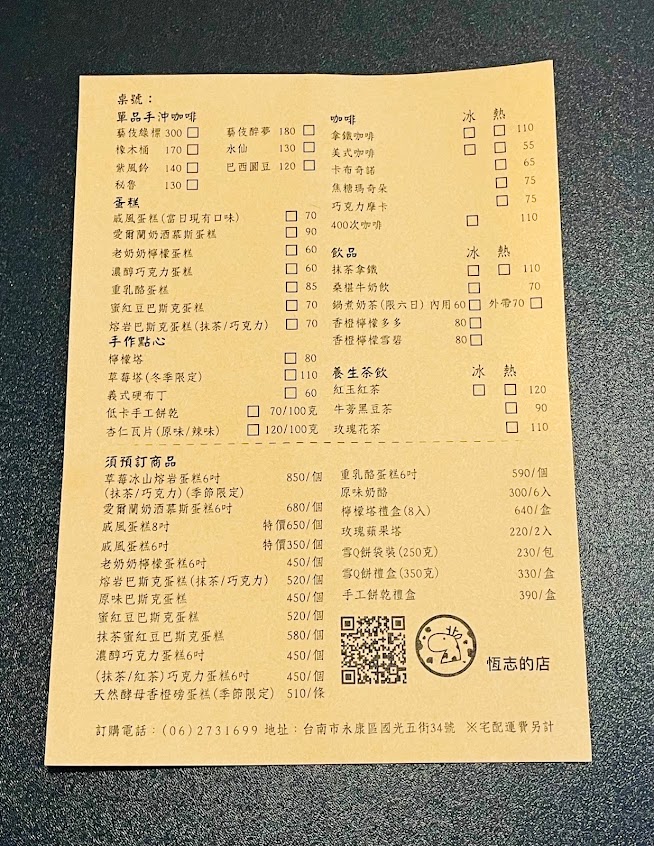 桌號：
單品手沖咖啡
藝伎綠標 300 □ 藝伎醉夢 180 □
橡木桶 170 □ 水仙 130 □
紫風鈴 140 □ 巴西圓豆 120 □
秘魯 130 □
蛋糕
戚風蛋糕(當日現有口味) □ 70
愛爾蘭奶酒慕斯蛋糕 □ 90
老奶奶檸檬蛋糕 □ 60
濃醇巧克力蛋糕 □ 60
重乳酪蛋糕 □ 85
蜜紅豆巴斯克蛋糕 □ 70
熔岩巴斯克蛋糕(抹茶/巧克力) □ 70
手作點心
檸檬塔 □ 80
草莓塔(冬季限定) □ 110
義式硬布丁 □ 60
低卡手工餅乾 □ 70/100克
杏仁瓦片(原味/辣味) □ 120/100克
咖啡 冰 熱
拿鐵咖啡 □ □ 110
美式咖啡 □ □ 55
卡布奇諾 □ 65
焦糖瑪奇朵 □ 75
巧克力摩卡 □ 75
400次咖啡 □ 110
飲品 冰 熱
抹茶拿鐵 □ □ 110
桑椹牛奶飲 □ 70
鍋煮奶茶(限六日) 內用60 □ 外帶70 □
香橙檸檬多多 80 □
香橙檸檬雪碧 80 □
養生茶飲 冰 熱
紅玉紅茶 □ □ 120
牛蒡黑豆茶 □ 90
玫瑰花茶 □ 110
須預訂商品
草莓冰山熔岩蛋糕6吋 850/個
(抹茶/巧克力)(季節限定)
愛爾蘭奶酒慕斯蛋糕6吋 680/個
戚風蛋糕8吋 特價650/個
戚風蛋糕6吋 特價350/個
老奶奶檸檬蛋糕6吋 450/個
熔岩巴斯克蛋糕(抹茶/巧克力) 520/個
原味巴斯克蛋糕 450/個
蜜紅豆巴斯克蛋糕 520/個
抹茶蜜紅豆巴斯克蛋糕 580/個
濃醇巧克力蛋糕6吋 450/個
(抹茶/紅茶)巧克力蛋糕6吋 450/個
天然酵母香橙磅蛋糕(季節限定) 510/條
重乳酪蛋糕6吋 590/個
原味奶酪 300/6入
檸檬塔禮盒(8入) 640/盒
玫瑰蘋果塔 220/2入
雪Q餅袋裝(250克) 230/包
雪Q餅禮盒(350克) 330/盒
手工餅乾禮盒 390/盒
恆志的店
訂購電話：(06)2731699 地址：台南市永康區國光五街34號 ※宅配運費另計